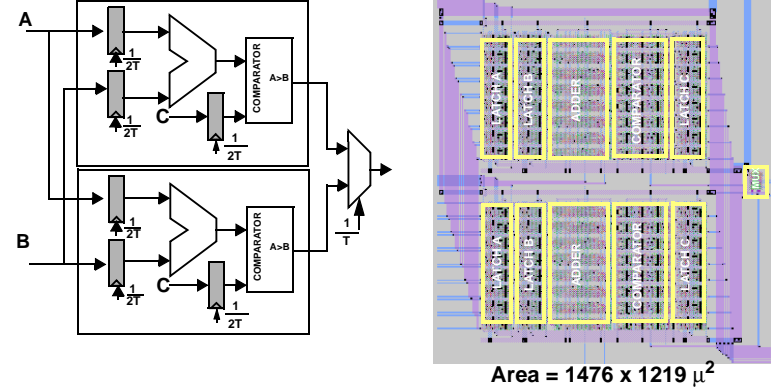 A
1
2T
1
2T
C
1
2T
COMPARATOR
A>B
B
1
2T
1
2T
C
1
2T
COMPARATOR
A>B
1
T
LATCH A
LATCH B
ADDER
COMPARATOR
LATCH C
MUX
LATCH A
LATCH B
ADDER
COMPARATOR
LATCH C
Area = 1476 x 1219 μ²